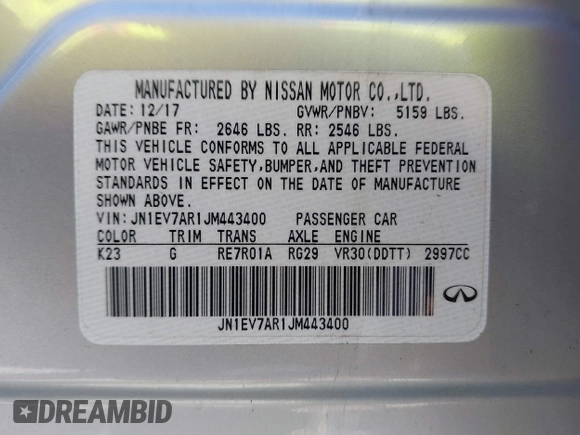 MANUFACTURED BY NISSAN MOTOR CO.,LTD.
DATE: 12/17 GVWR/PNBV: 5159 LBS.
GAWR/PNBE FR: 2646 LBS. RR: 2546 LBS.
THIS VEHICLE CONFORMS TO ALL APPLICABLE FEDERAL
MOTOR VEHICLE SAFETY,BUMPER,AND THEFT PREVENTION
STANDARDS IN EFFECT ON THE DATE OF MANUFACTURE
SHOWN ABOVE.
VIN:JN1EV7AR1JM443400 PASSENGER CAR
COLOR TRIM TRANS AXLE ENGINE
K23 G RE7R01A RG29 VR30(DDTT) 2997CC
JN1EV7AR1JM443400
DREAMBID